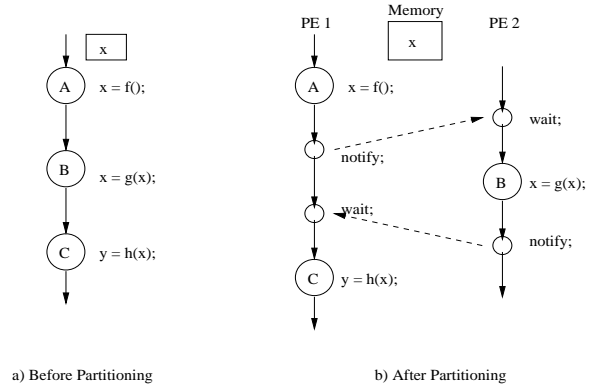 x
A
x = f();
B
x = g(x);
C
y = h(x);
a) Before Partitioning
PE 1
Memory
x
PE 2
A
x = f();
notify;
wait;
wait;
B
x = g(x);
notify;
C
y = h(x);
b) After Partitioning